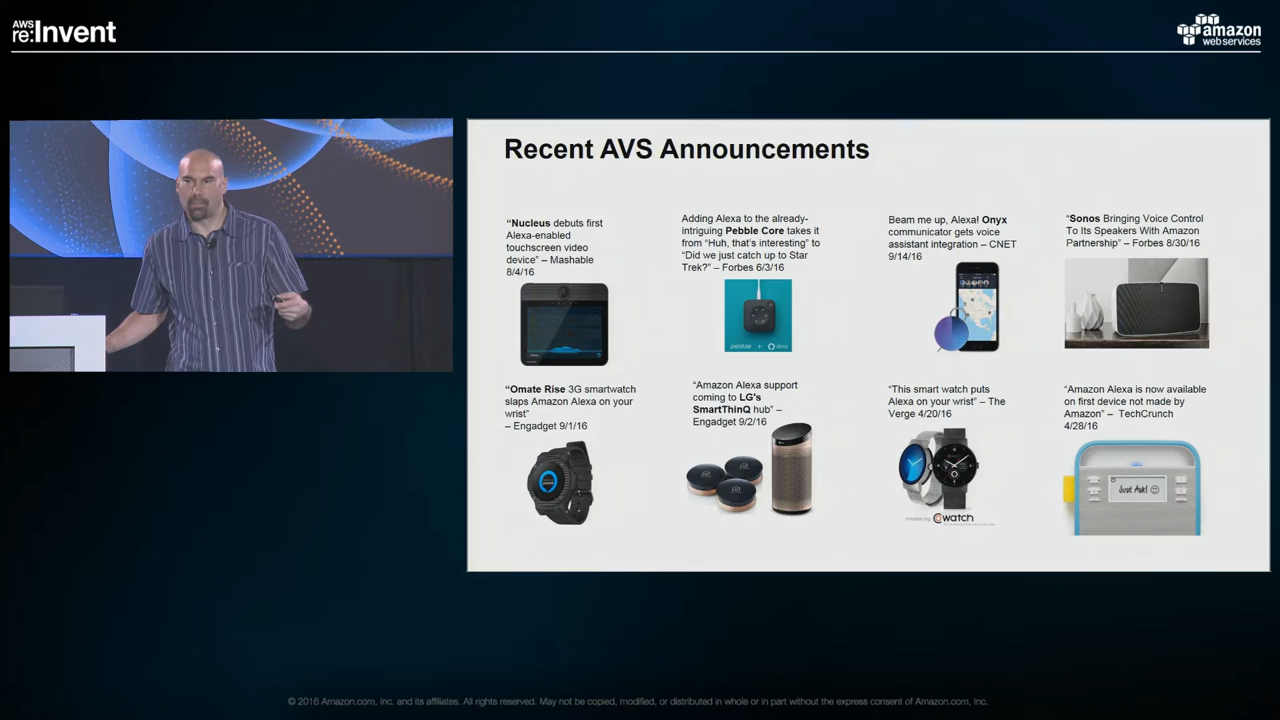 AWS
re:Invent
amazon
web services
Recent AVS Announcements
“Nucleus debuts first
Alexa-enabled
touchscreen video
device” – Mashable
8/4/16
Adding Alexa to the already-
intriguing Pebble Core takes it
from “Huh, that’s interesting” to
“Did we just catch up to Star
Trek?” – Forbes 6/3/16
pebble + alexa
Beam me up, Alexa! Onyx
communicator gets voice
assistant integration – CNET
9/14/16
“Sonos Bringing Voice Control
To Its Speakers With Amazon
Partnership” – Forbes 8/30/16
“Omate Rise 3G smartwatch
slaps Amazon Alexa on your
wrist”
– Engadget 9/1/16
“Amazon Alexa support
coming to LG's
SmartThinQ hub” –
Engadget 9/2/16
“This smart watch puts
Alexa on your wrist” – The
Verge 4/20/16
introducing
watch
“Amazon Alexa is now available
on first device not made by
Amazon” – TechCrunch
4/28/16
Just Ask!
© 2016 Amazon.com, Inc. and its affiliates. All rights reserved. May not be copied, modified, or distributed in whole or in part without the express consent of Amazon.com, Inc.